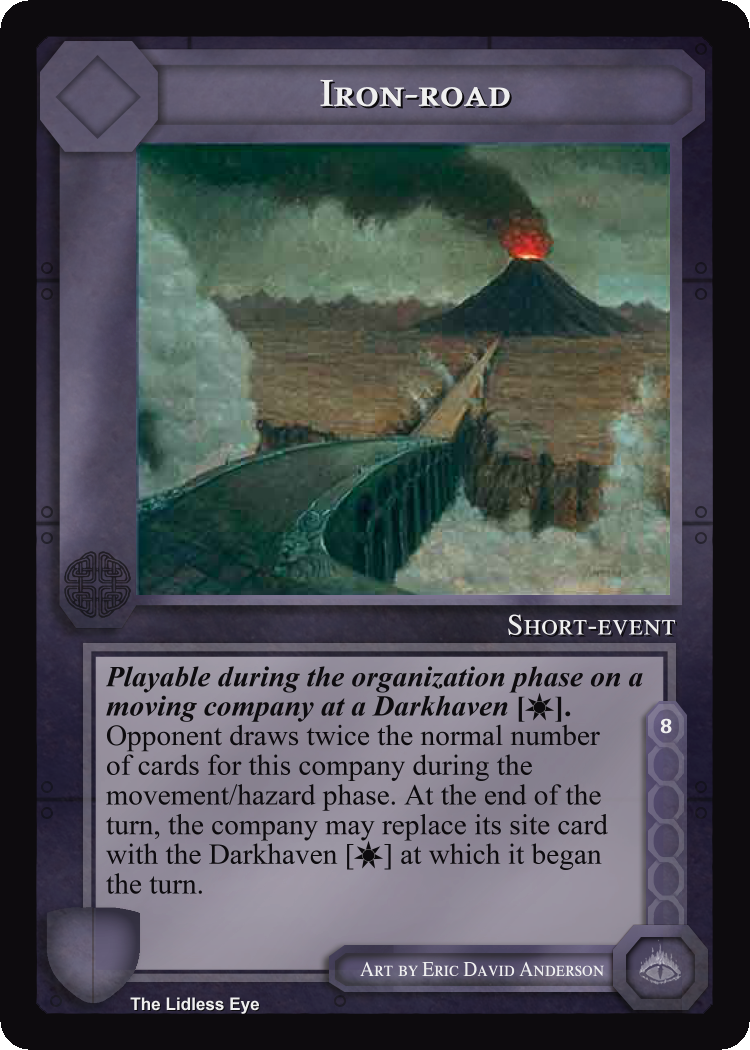 Iron-road
Short-event
Playable during the organization phase on a
moving company at a Darkhaven [☀].
Opponent draws twice the normal number
of cards for this company during the
movement/hazard phase. At the end of the
turn, the company may replace its site card
with the Darkhaven [☀] at which it began
the turn.
8
Art by Eric David Anderson
The Lidless Eye